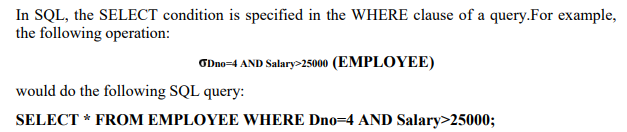 In SQL, the SELECT condition is specified in the WHERE clause of a query.For example,
the following operation:
σDno=4 AND Salary>25000 (EMPLOYEE)
would do the following SQL query:
SELECT * FROM EMPLOYEE WHERE Dno=4 AND Salary>25000;